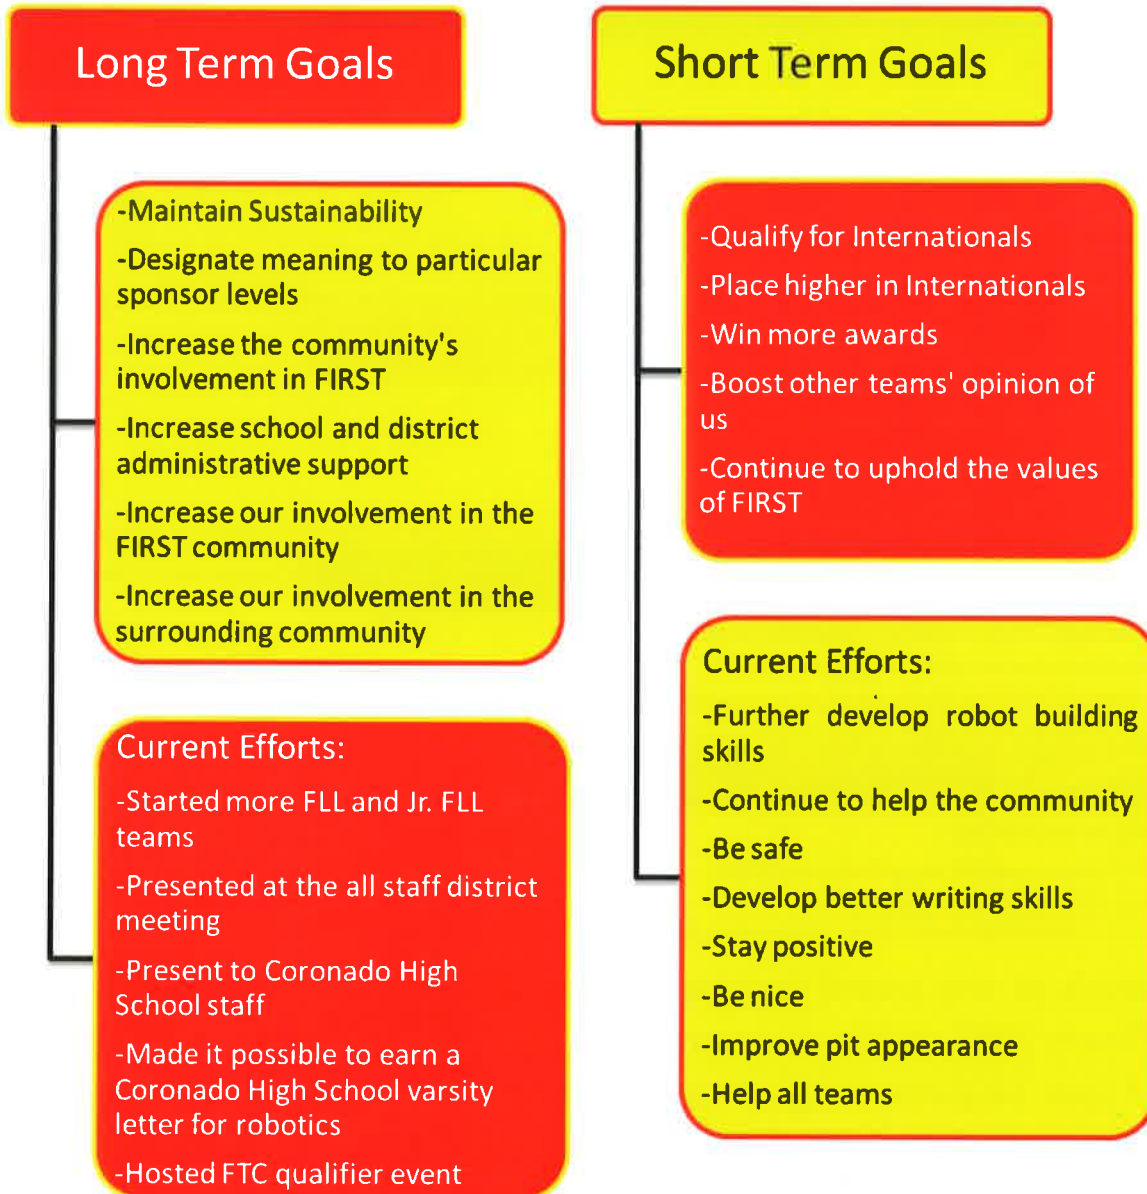 Long Term Goals
-Maintain Sustainability
-Designate meaning to particular
sponsor levels
-Increase the community's
involvement in FIRST
-Increase school and district
administrative support
-Increase our involvement in the
FIRST community
-Increase our involvement in the
surrounding community
Current Efforts:
-Started more FLL and Jr. FLL
teams
-Presented at the all staff district
meeting
-Present to Coronado High
School staff
-Made it possible to earn a
Coronado High School varsity
letter for robotics
-Hosted FTC qualifier event
Short Term Goals
-Qualify for Internationals
-Place higher in Internationals
-Win more awards
-Boost other teams' opinion of
us
-Continue to uphold the values
of FIRST
Current Efforts:
-Further develop robot building
skills
-Continue to help the community
-Be safe
-Develop better writing skills
-Stay positive
-Be nice
-Improve pit appearance
-Help all teams